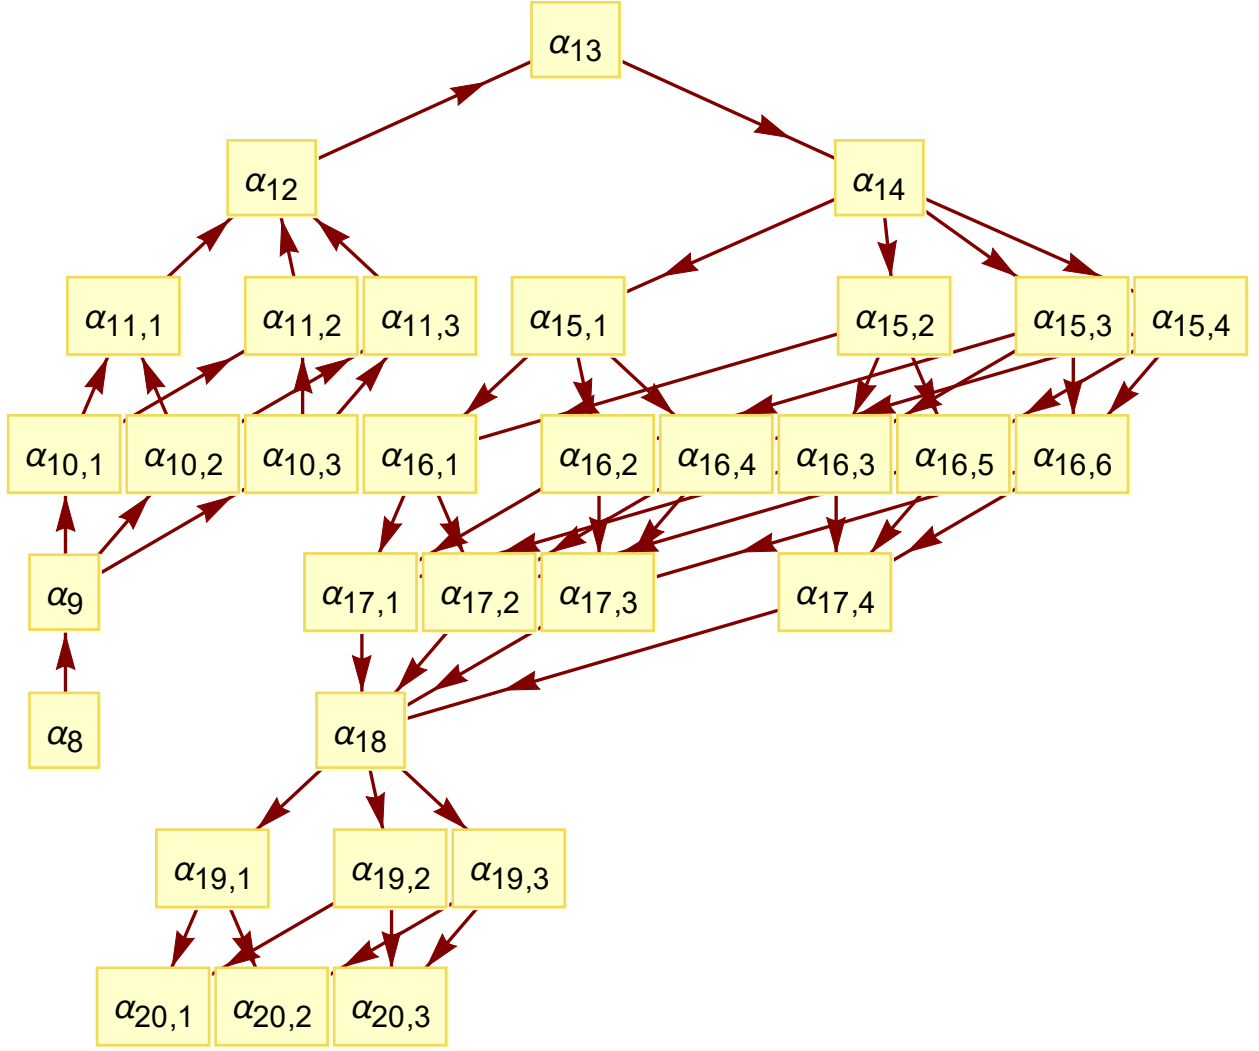 α13
α12 α14
α11,1 α11,2 α11,3 α15,1 α15,2 α15,3 α15,4
α10,1 α10,2 α10,3 α16,1 α16,2 α16,4 α16,3 α16,5 α16,6
α9 α17,1 α17,2 α17,3 α17,4
α8 α18
α19,1 α19,2 α19,3
α20,1 α20,2 α20,3